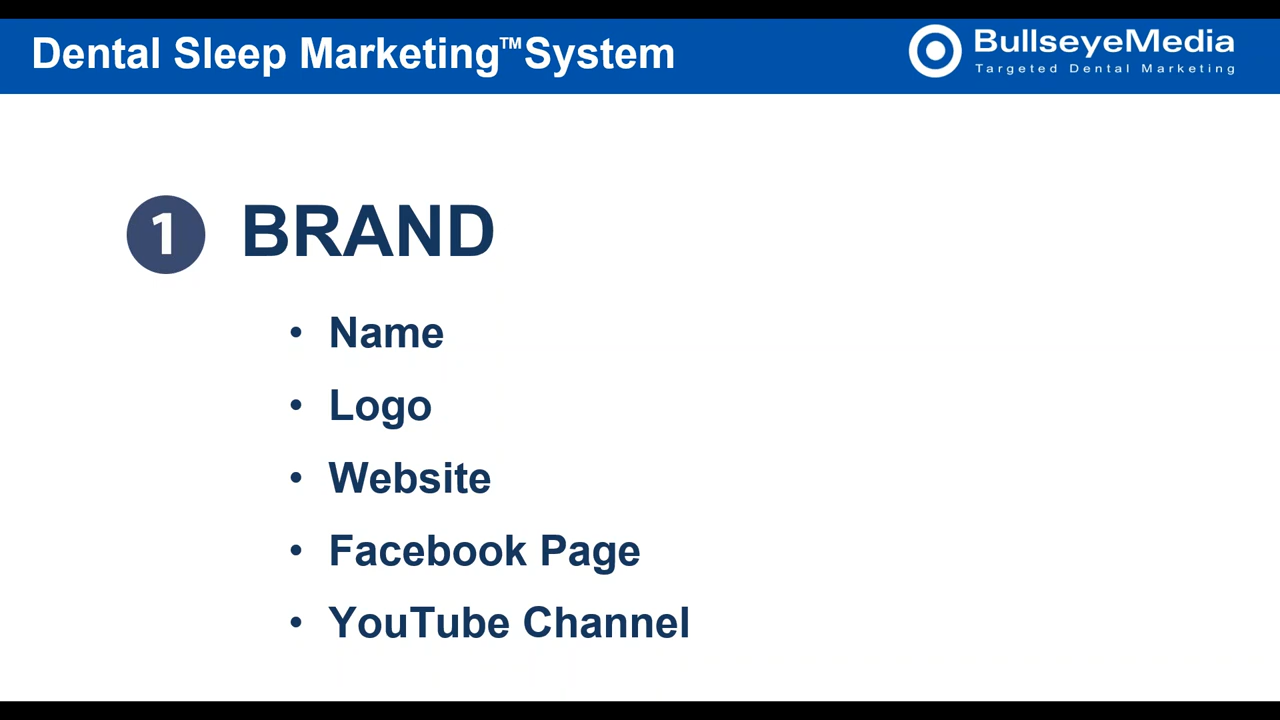 Dental Sleep Marketing™System
BullseyeMedia
Targeted Dental Marketing
1 BRAND
• Name
• Logo
• Website
• Facebook Page
• YouTube Channel